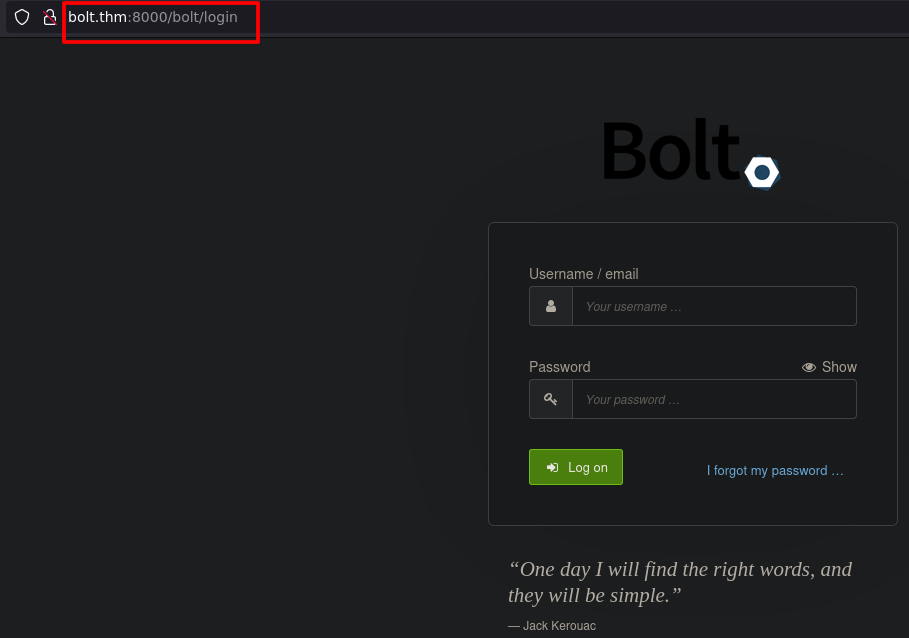 bolt.thm:8000/bolt/login
Bolt
Username / email
Your username …
Password
Show
Your password …
Log on
I forgot my password …
“One day I will find the right words, and
they will be simple.”
— Jack Kerouac